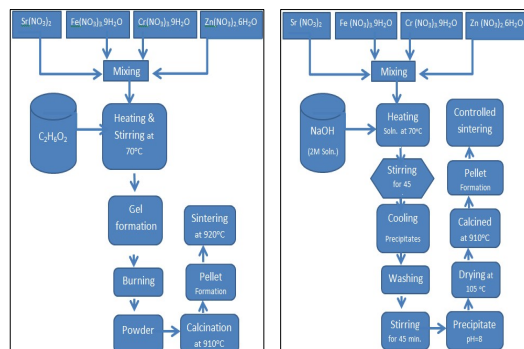 Sr(NO₃)₂
Fe(NO₃)₃.9H₂O
Cr(NO₃)₃.9H₂O
Zn(NO₃)₂.6H₂O
Mixing
C₂H₆O₂
Heating &
Stirring at
70°C
Gel
formation
Burning
Powder
Calcination
at 910°C
Pellet
Formation
Sintering
at 920°C
Sr (NO₃)₂
Fe (NO₃)₃.9H₂O
Cr (NO₃)₃.9H₂O
Zn (NO₃)₂ 6H₂O
Mixing
NaOH
(2M Soln.)
Heating
Soln. at 70°C
Stirring
for 45
Cooling
Precipitates
Washing
Stirring
for 45 min.
Precipitate
pH=8
Drying at
105 °C
Calcined
at 910°C
Pellet
Formation
Controlled
sintering